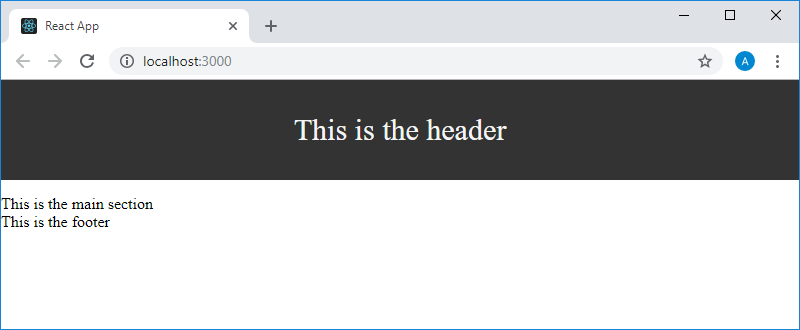 React App
localhost:3000
A
This is the header
This is the main section
This is the footer